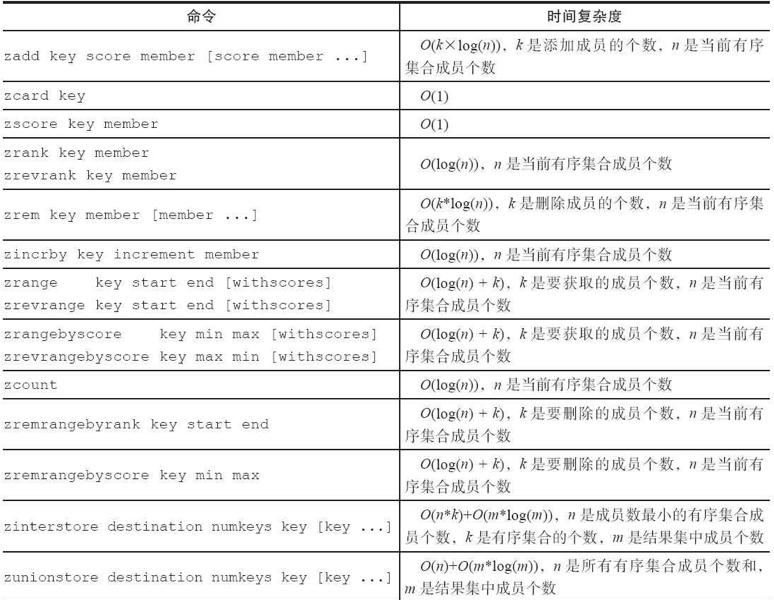 命令 时间复杂度
zadd key score member [score member ...] O(k×log(n)), k 是添加成员的个数, n 是当前有序
集合成员个数
zcard key O(1)
zscore key member O(1)
zrank key member
zrevrank key member
O(log(n)), n 是当前有序集合成员个数
zrem key member [member ...] O(k*log(n)), k 是删除成员的个数, n 是当前有序集
合成员个数
zincrby key increment member O(log(n)), n 是当前有序集合成员个数
zrange key start end [withscores] O(log(n) + k), k 是要获取的成员个数, n 是当前有
zrevrange key start end [withscores] 序集合成员个数
zrangebyscore key min max [withscores] O(log(n) + k), k 是要获取的成员个数, n 是当前有
zrevrangebyscore key max min [withscores] 序集合成员个数
zcount O(log(n)), n 是当前有序集合成员个数
zremrangebyrank key start end O(log(n) + k), k 是要删除的成员个数, n 是当前有
序集合成员个数
zremrangebyscore key min max O(log(n) + k), k 是要删除的成员个数, n 是当前有
序集合成员个数
zinterstore destination numkeys key [key ...] O(n*k)+O(m*log(m)), n 是成员数最小的有序集合成
员个数, k 是有序集合的个数, m 是结果集中成员个数
zunionstore destination numkeys key [key ...] O(n)+O(m*log(m)), n 是所有有序集合成员个数和,
m 是结果集中成员个数